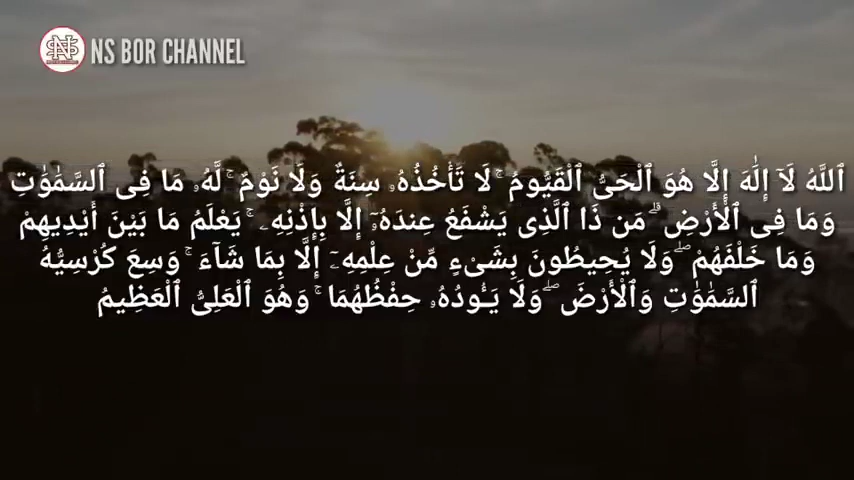 NS BOR CHANNEL
ٱللَّهُ لَآ إِلَٰهَ إِلَّا هُوَ ٱلْحَىُّ ٱلْقَيُّومُ ۚ لَا تَأْخُذُهُۥ سِنَةٌ وَلَا نَوْمٌ ۚ لَّهُۥ مَا فِى ٱلسَّمَٰوَٰتِ
وَمَا فِى ٱلْأَرْضِ ۗ مَن ذَا ٱلَّذِى يَشْفَعُ عِندَهُۥٓ إِلَّا بِإِذْنِهِۦ ۚ يَعْلَمُ مَا بَيْنَ أَيْدِيهِمْ
وَمَا خَلْفَهُمْ ۖ وَلَا يُحِيطُونَ بِشَىْءٍ مِّنْ عِلْمِهِۦٓ إِلَّا بِمَا شَآءَ ۚ وَسِعَ كُرْسِيُّهُ
ٱلسَّمَٰوَٰتِ وَٱلْأَرْضَ ۖ وَلَا يَـُٔودُهُۥ حِفْظُهُمَا ۚ وَهُوَ ٱلْعَلِىُّ ٱلْعَظِيمُ